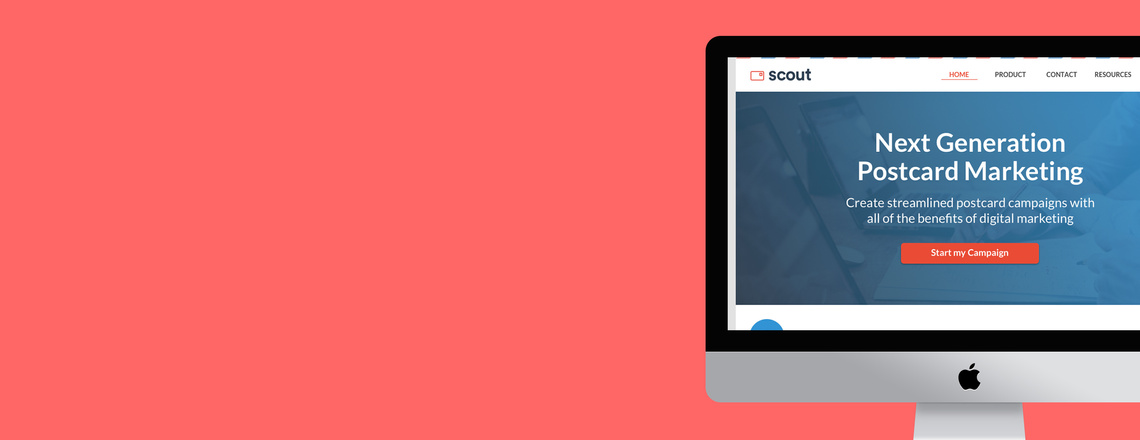 scout
HOME PRODUCT CONTACT RESOURCES
Next Generation
Postcard Marketing
Create streamlined postcard campaigns with
all of the benefits of digital marketing
Start my Campaign